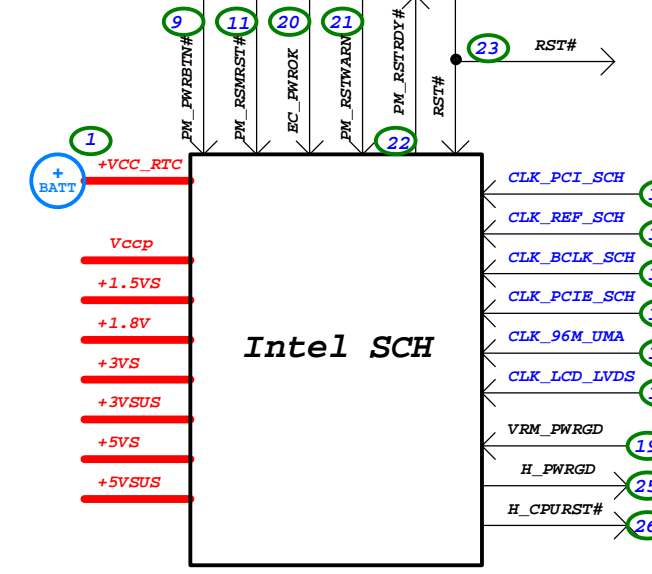 9
11
20
21
PM_PWRBTN#
PM_RSMRST#
EC_PWROK
PM_RSTWARN
PM_RSTRDY#
RST#
22
23
RST#
1
+
BATT
+VCC_RTC
Vccp
+1.5VS
+1.8V
+3VS
+3VSUS
+5VS
+5VSUS
Intel SCH
CLK_PCI_SCH
CLK_REF_SCH
CLK_BCLK_SCH
CLK_PCIE_SCH
CLK_96M_UMA
CLK_LCD_LVDS
VRM_PWRGD
19
H_PWRGD
25
H_CPURST#
26